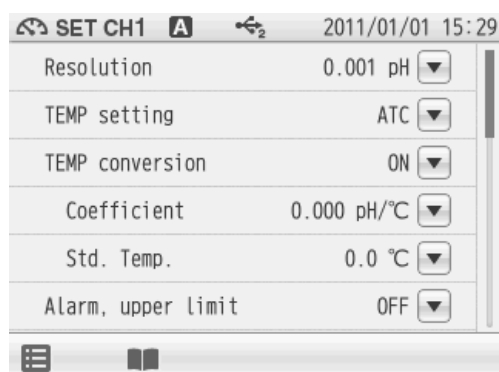 SET CH1 A 2 2011/01/01 15:29
Resolution 0.001 pH
TEMP setting ATC
TEMP conversion ON
Coefficient 0.000 pH/℃
Std. Temp. 0.0 ℃
Alarm, upper limit OFF